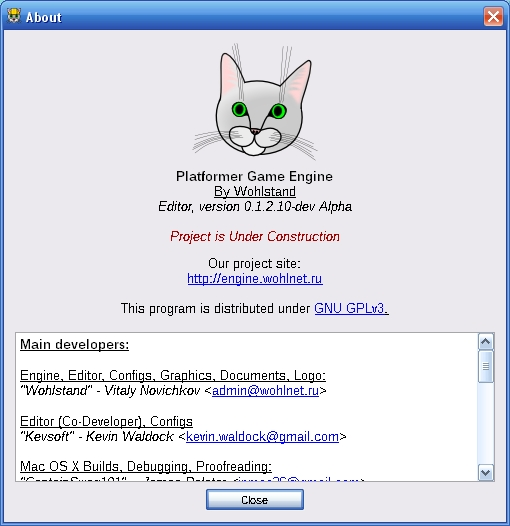 About
Platformer Game Engine
By Wohlstand
Editor, version 0.1.2.10-dev Alpha
Project is Under Construction
Our project site:
http://engine.wohlnet.ru
This program is distributed under GNU GPLv3.
Main developers:
Engine, Editor, Configs, Graphics, Documents, Logo:
"Wohlstand" - Vitaly Novichkov <admin@wohlnet.ru>
Editor (Co-Developer), Configs
"Kevsoft" - Kevin Waldock <kevin.waldock@gmail.com>
Mac OS X Builds, Debugging, Proofreading:
Close